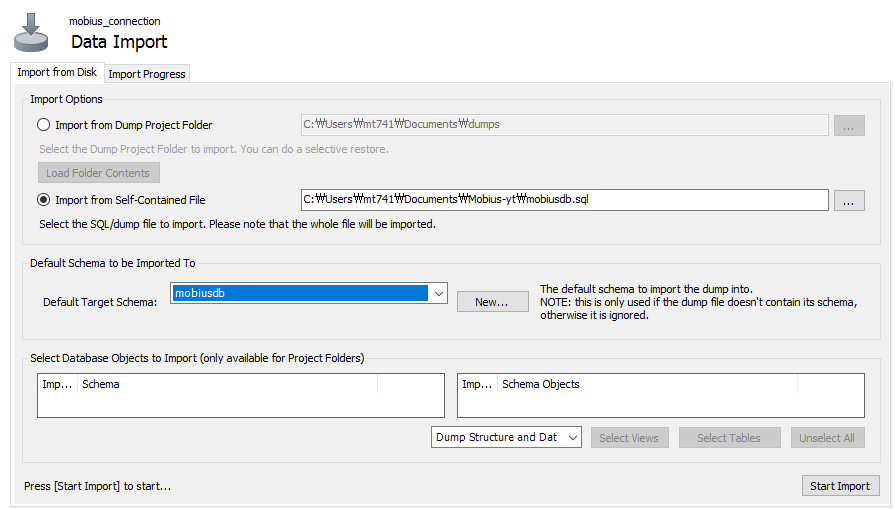 mobius_connection
Data Import
Import from Disk
Import Progress
Import Options
Import from Dump Project Folder
C:₩Users₩mt741₩Documents₩dumps
...
Select the Dump Project Folder to import. You can do a selective restore.
Load Folder Contents
Import from Self-Contained File
C:₩Users₩mt741₩Documents₩Mobius-yt₩mobiusdb.sql
...
Select the SQL/dump file to import. Please note that the whole file will be imported.
Default Schema to be Imported To
Default Target Schema:
mobiusdb
New...
The default schema to import the dump into.
NOTE: this is only used if the dump file doesn't contain its schema,
otherwise it is ignored.
Select Database Objects to Import (only available for Project Folders)
Imp... Schema
Imp... Schema Objects
Dump Structure and Dat
Select Views
Select Tables
Unselect All
Press [Start Import] to start...
Start Import